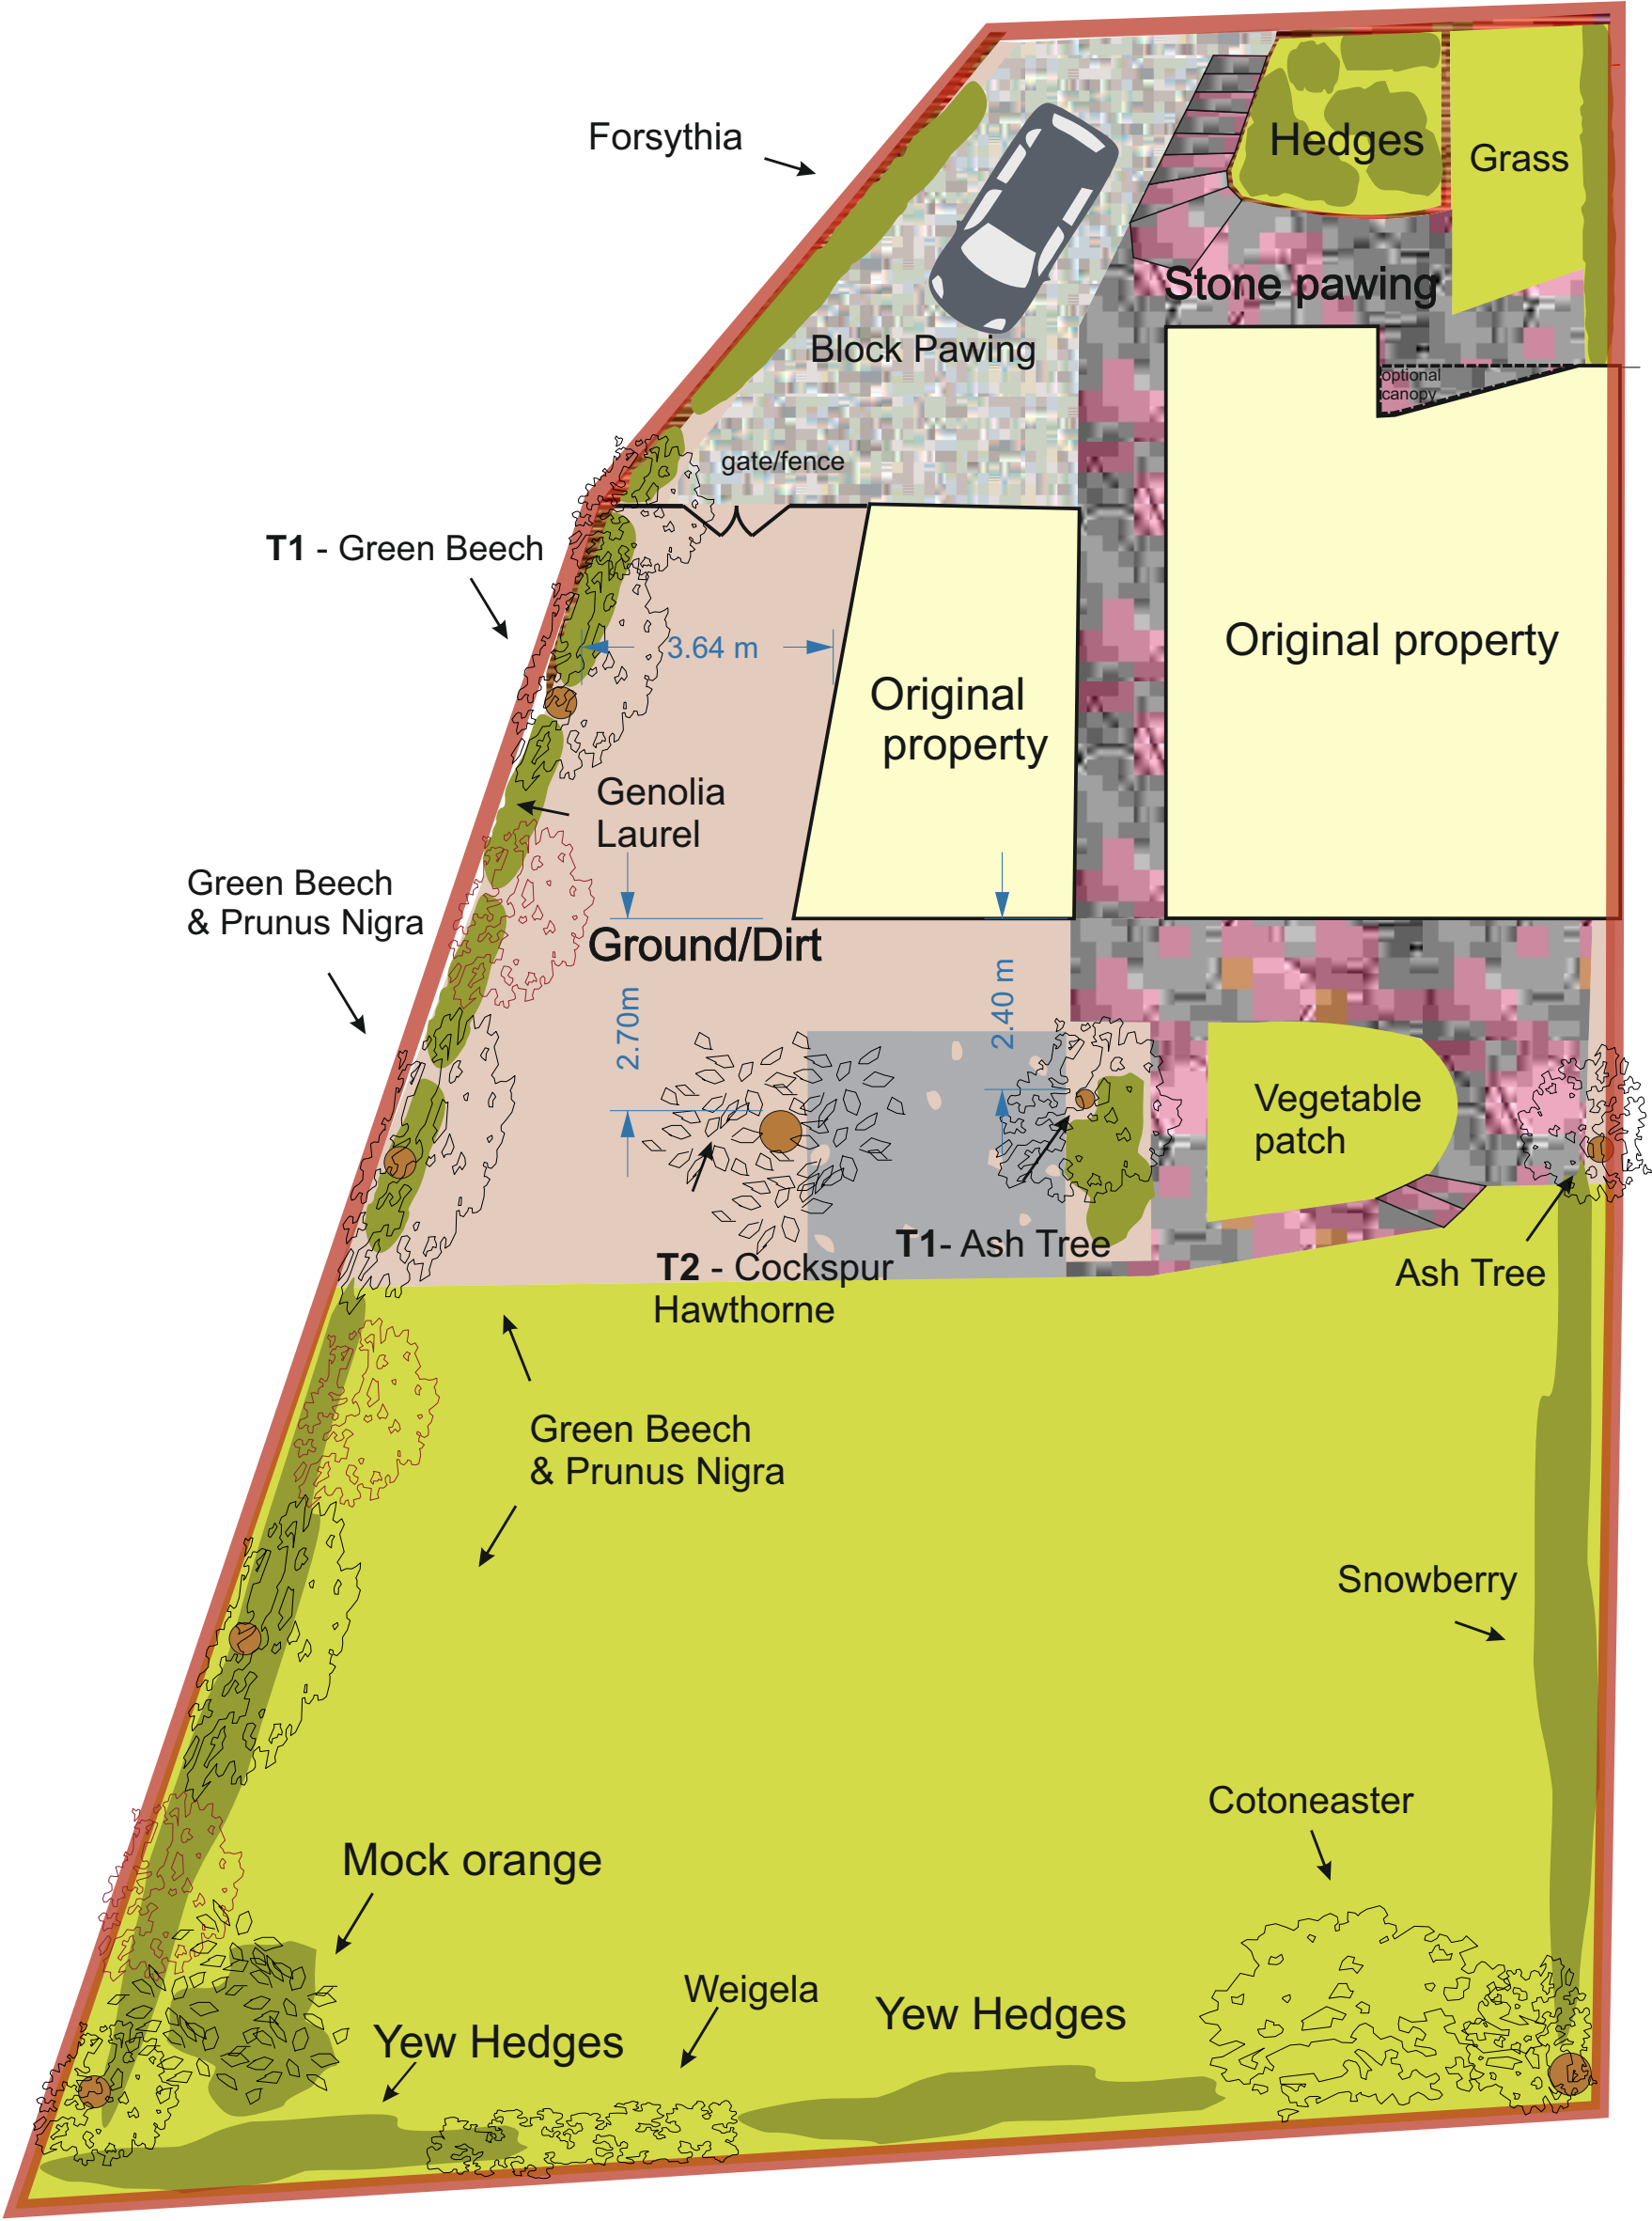 Forsythia
Hedges
Grass
Stone pawing
Block Pawing
optional
canopy
gate/fence
T1 - Green Beech
3.64 m
Original property
Original
property
Genolia
Laurel
Green Beech
& Prunus Nigra
Ground/Dirt
2.70m
2.40 m
Vegetable
patch
T1- Ash Tree
T2 - Cockspur
Hawthorne
Ash Tree
Green Beech
& Prunus Nigra
Snowberry
Cotoneaster
Mock orange
Weigela
Yew Hedges
Yew Hedges